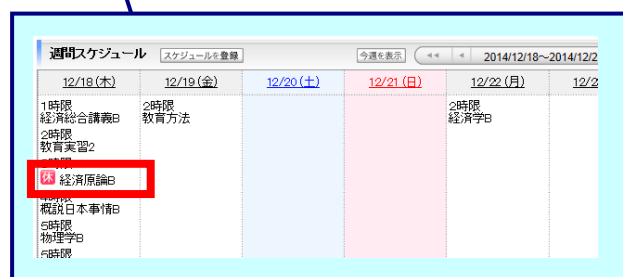 週間スケジュール スケジュールを登録 今週を表示 2014/12/18～2014/12/2
12/18(木) 12/19(金) 12/20(土) 12/21(日) 12/22(月) 12/2
1時限 2時限 2時限
経済総合講義B 教育方法 経済学B
2時限
教育実習2
休 経済原論B
概説日本事情B
5時限
物理学B
5時限